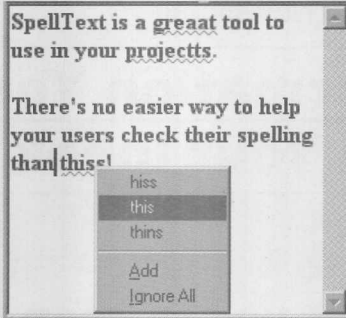 SpellText is a greaat tool to
use in your projectts.
There's no easier way to help
your users check their spelling
than thiss!
hiss
this
thins
Add
Ignore All